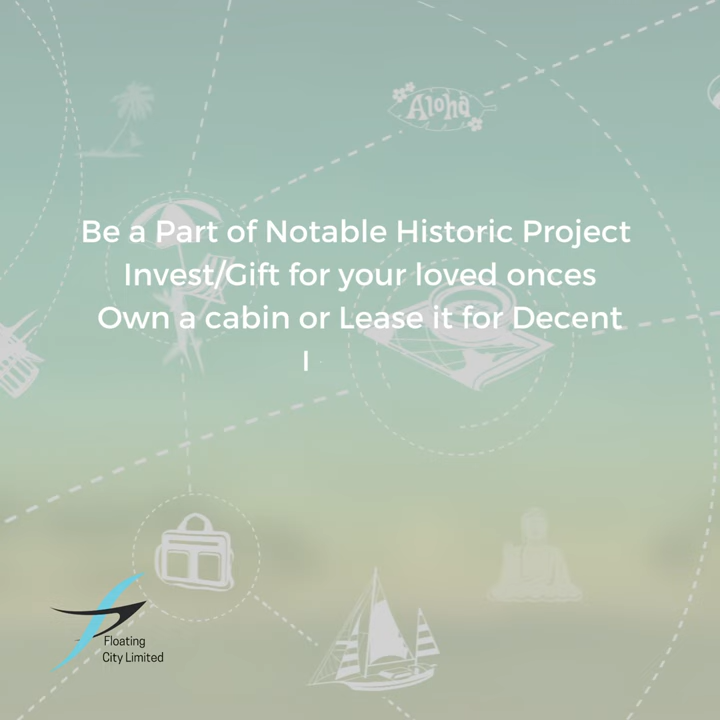 Aloha
Be a Part of Notable Historic Project
Invest/Gift for your loved onces
Own a cabin or Lease it for Decent
I
Floating
City Limited